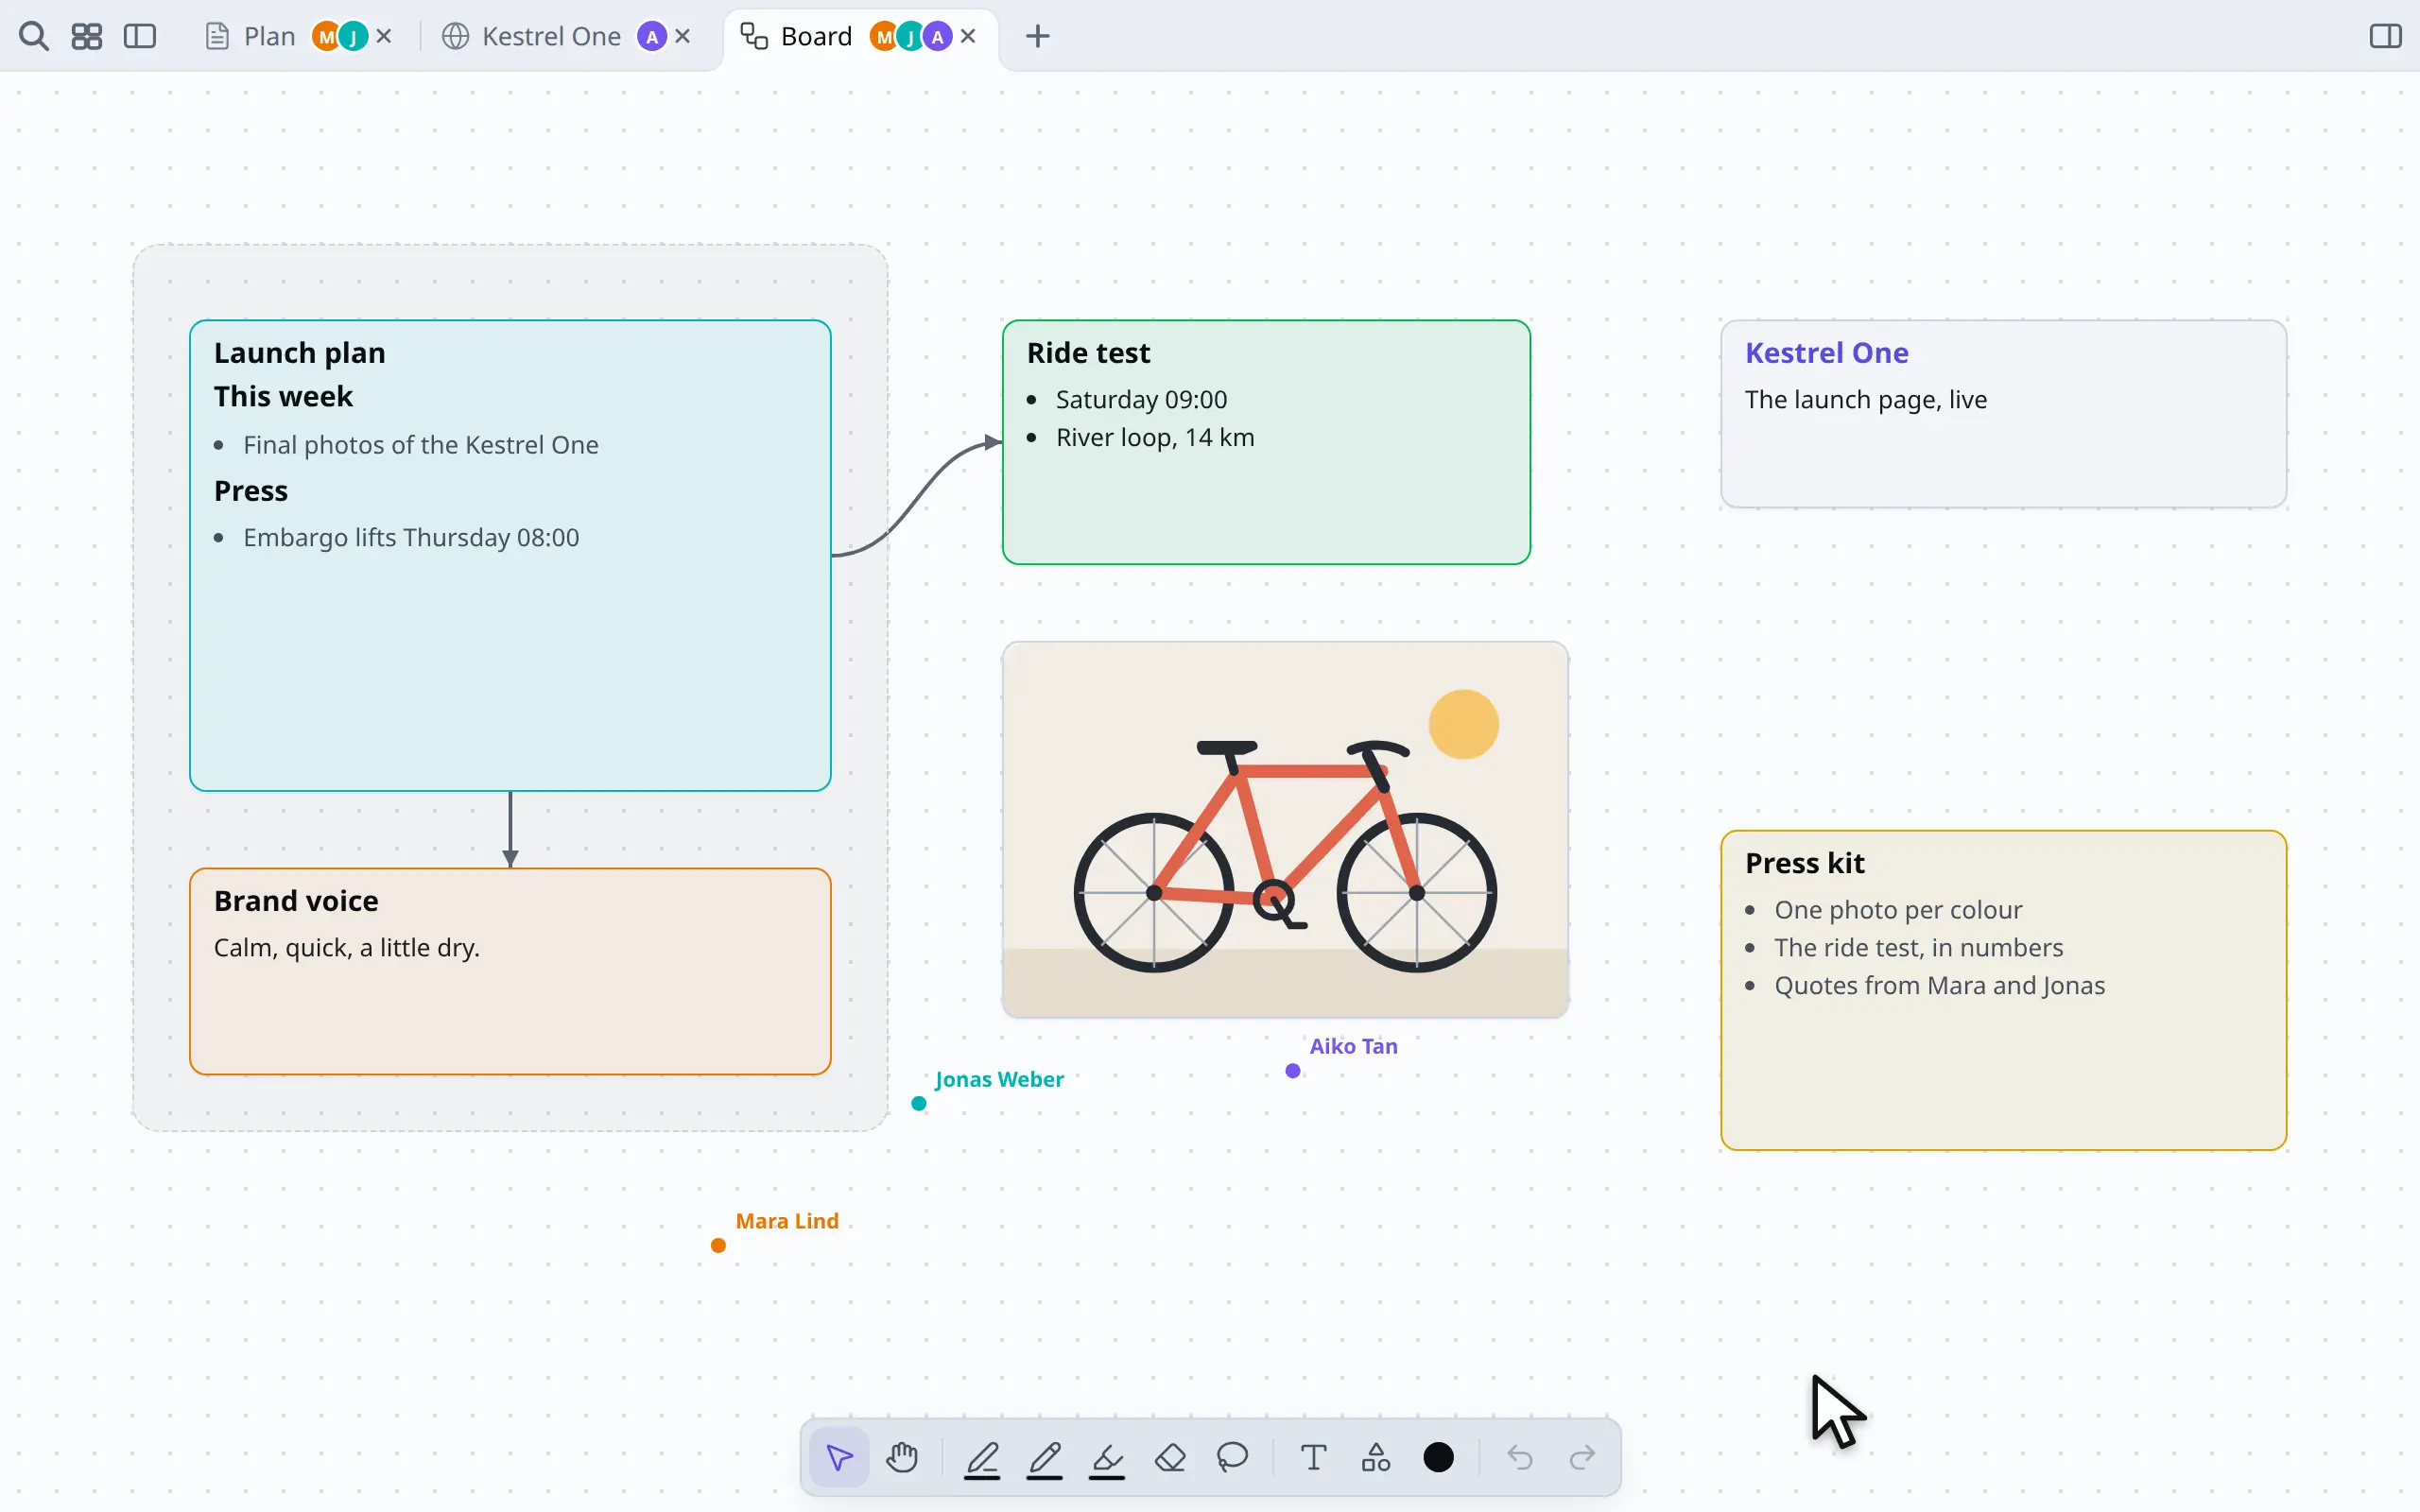 Plan M J
Kestrel One A
Board M J A
Launch plan
This week
Final photos of the Kestrel One
Press
Embargo lifts Thursday 08:00
Brand voice
Calm, quick, a little dry.
Ride test
Saturday 09:00
River loop, 14 km
Kestrel One
The launch page, live
Press kit
One photo per colour
The ride test, in numbers
Quotes from Mara and Jonas
Aiko Tan
Jonas Weber
Mara Lind